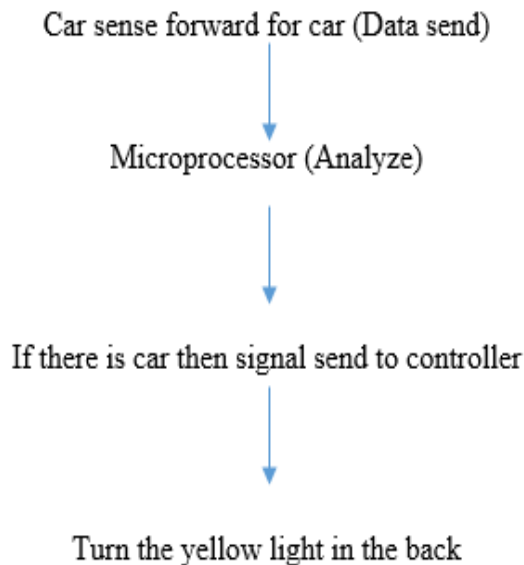 Car sense forward for car (Data send)
Microprocessor (Analyze)
If there is car then signal send to controller
Turn the yellow light in the back